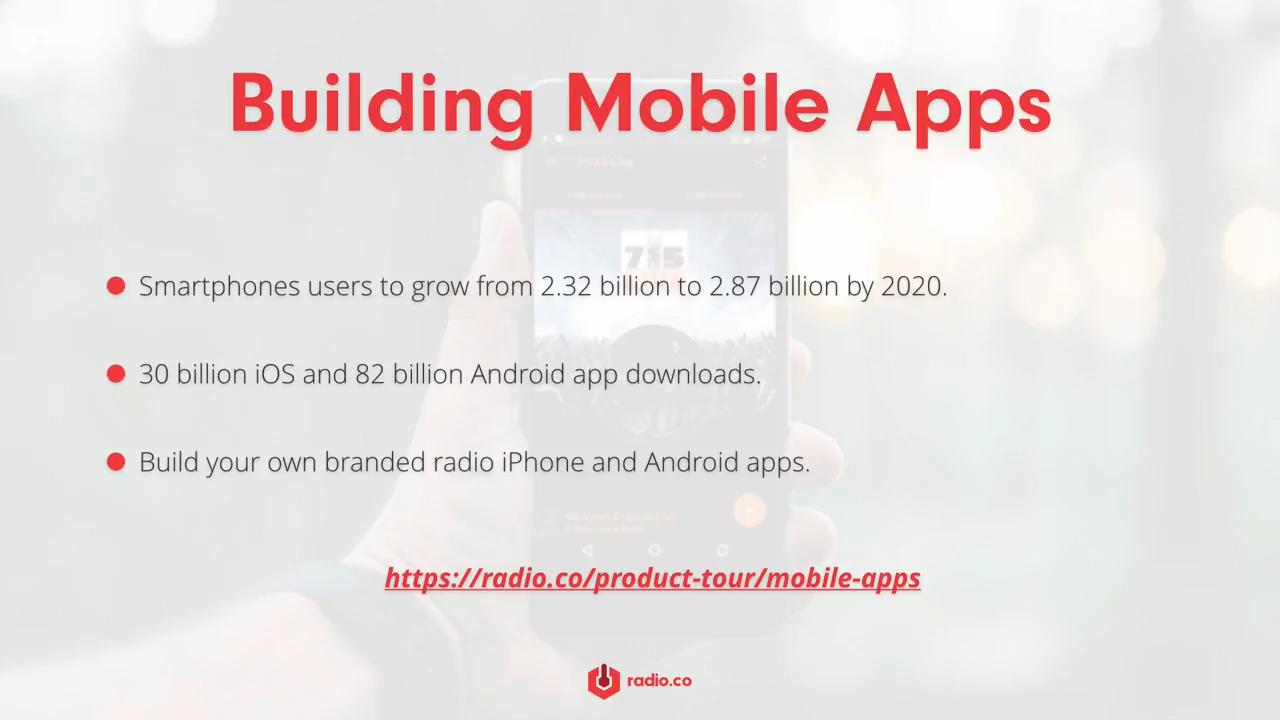 Building Mobile Apps
Smartphones users to grow from 2.32 billion to 2.87 billion by 2020.
30 billion iOS and 82 billion Android app downloads.
Build your own branded radio iPhone and Android apps.
https://radio.co/product-tour/mobile-apps
radio.co